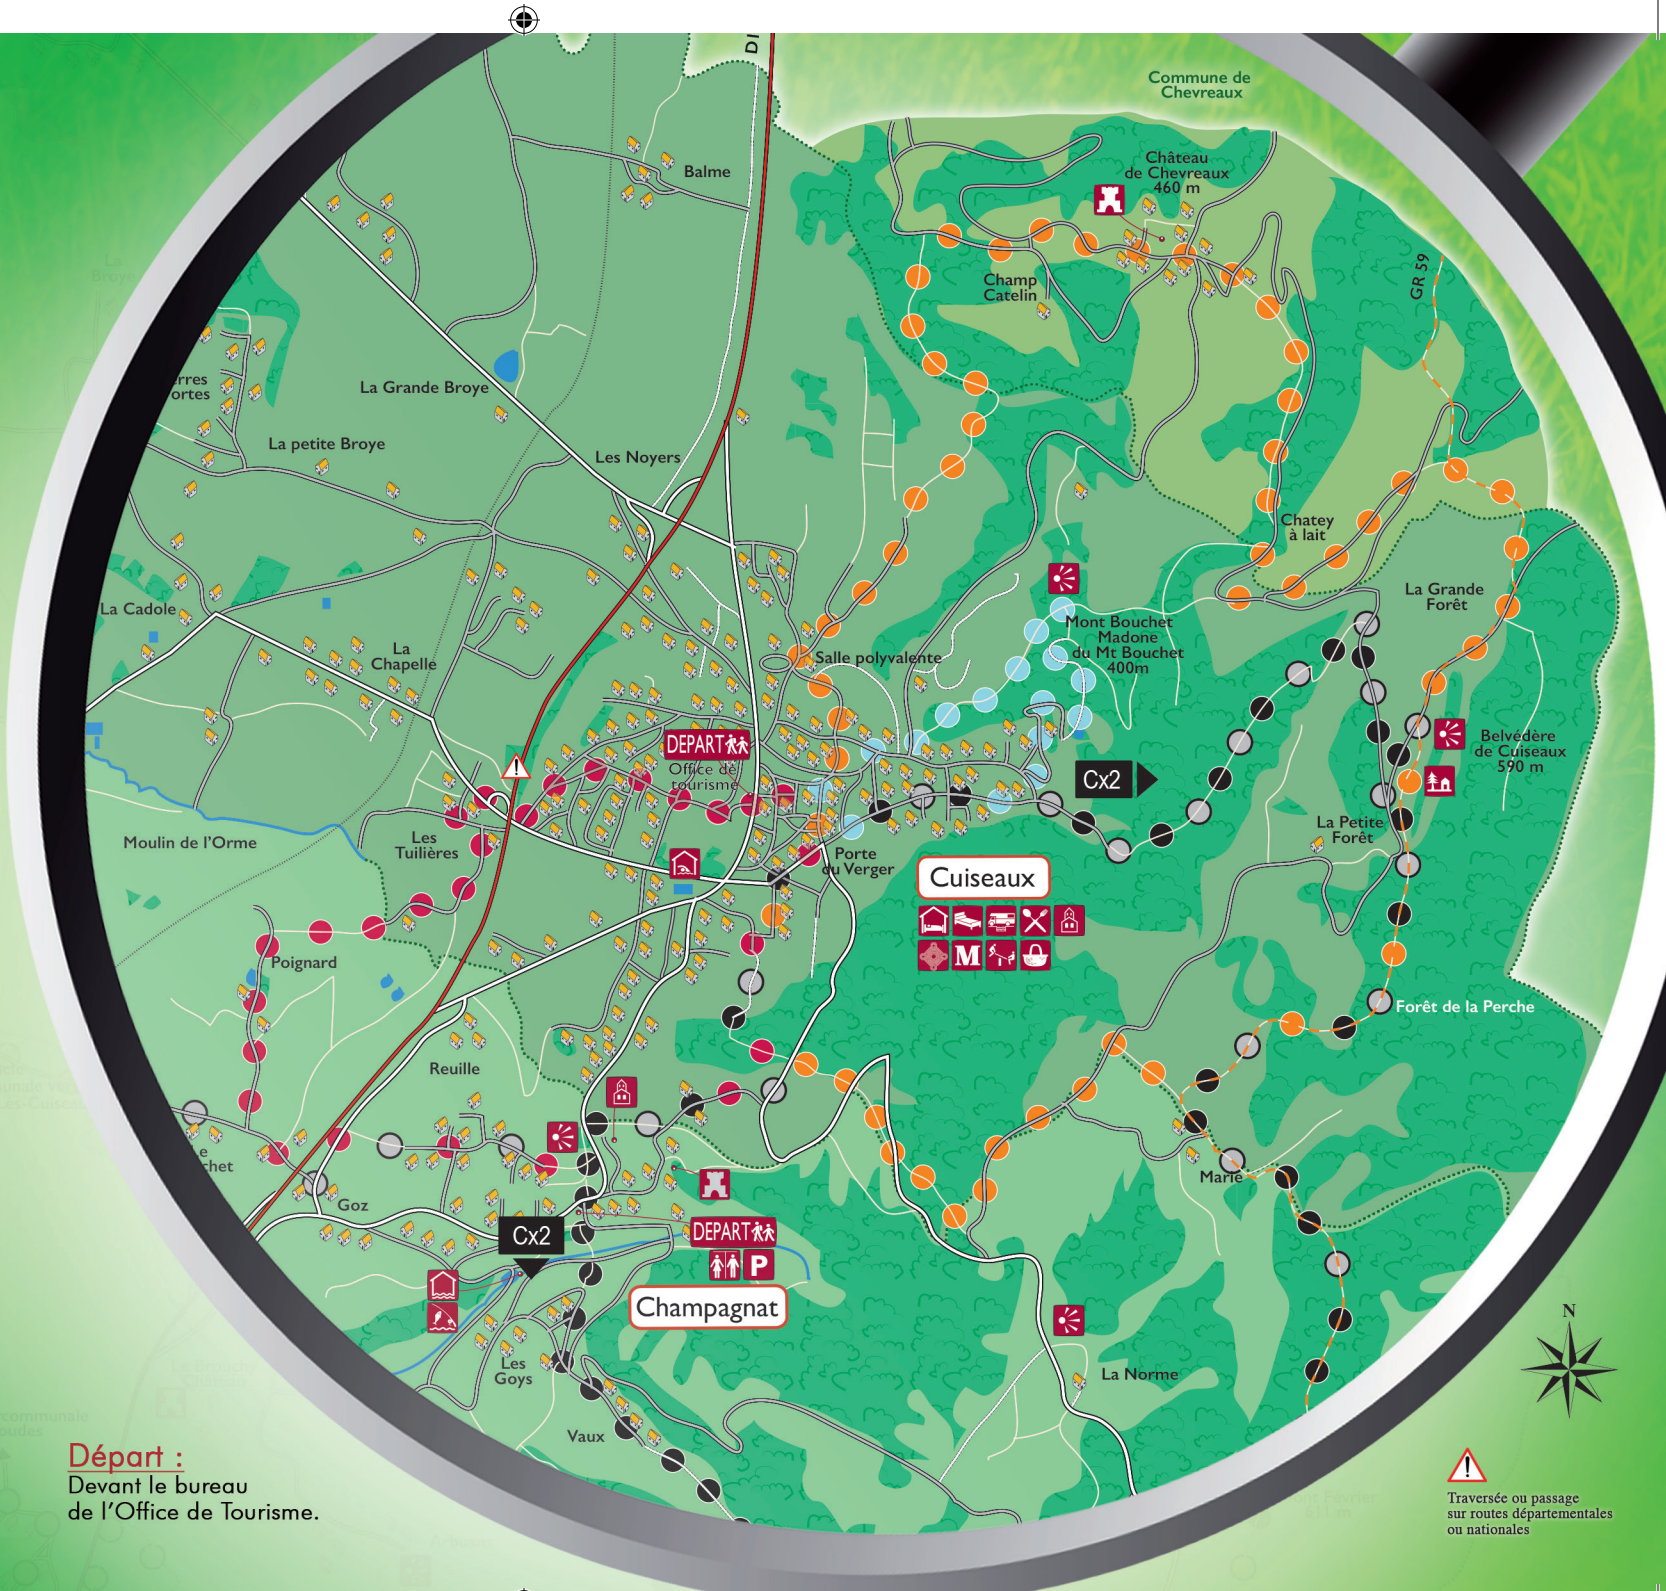 Commune de
Chevreaux
Château
de Chevreaux
460 m
Balme
GR 59
Champ
Catelin
La Grande Broye
La petite Broye
Les Noyers
Chatey
à lait
La Grande
Forêt
La Cadole
La
Chapelle
Mont Bouchet
Madone
du Mt Bouchet
400m
Salle polyvalente
DEPART
Office de
tourisme
Belvédère
de Cuiseaux
590 m
Cx2
La Petite
Forêt
Moulin de l'Orme
Les
Tuilières
Porte
du Verger
Cuiseaux
M
Poignard
Forêt de la Perche
Reuille
Marie
Goz
Cx2
DEPART
P
Champagnat
Les
Goys
La Norme
Vaux
N
Départ :
Devant le bureau
de l'Office de Tourisme.
!
Traversée ou passage
sur routes départementales
ou nationales